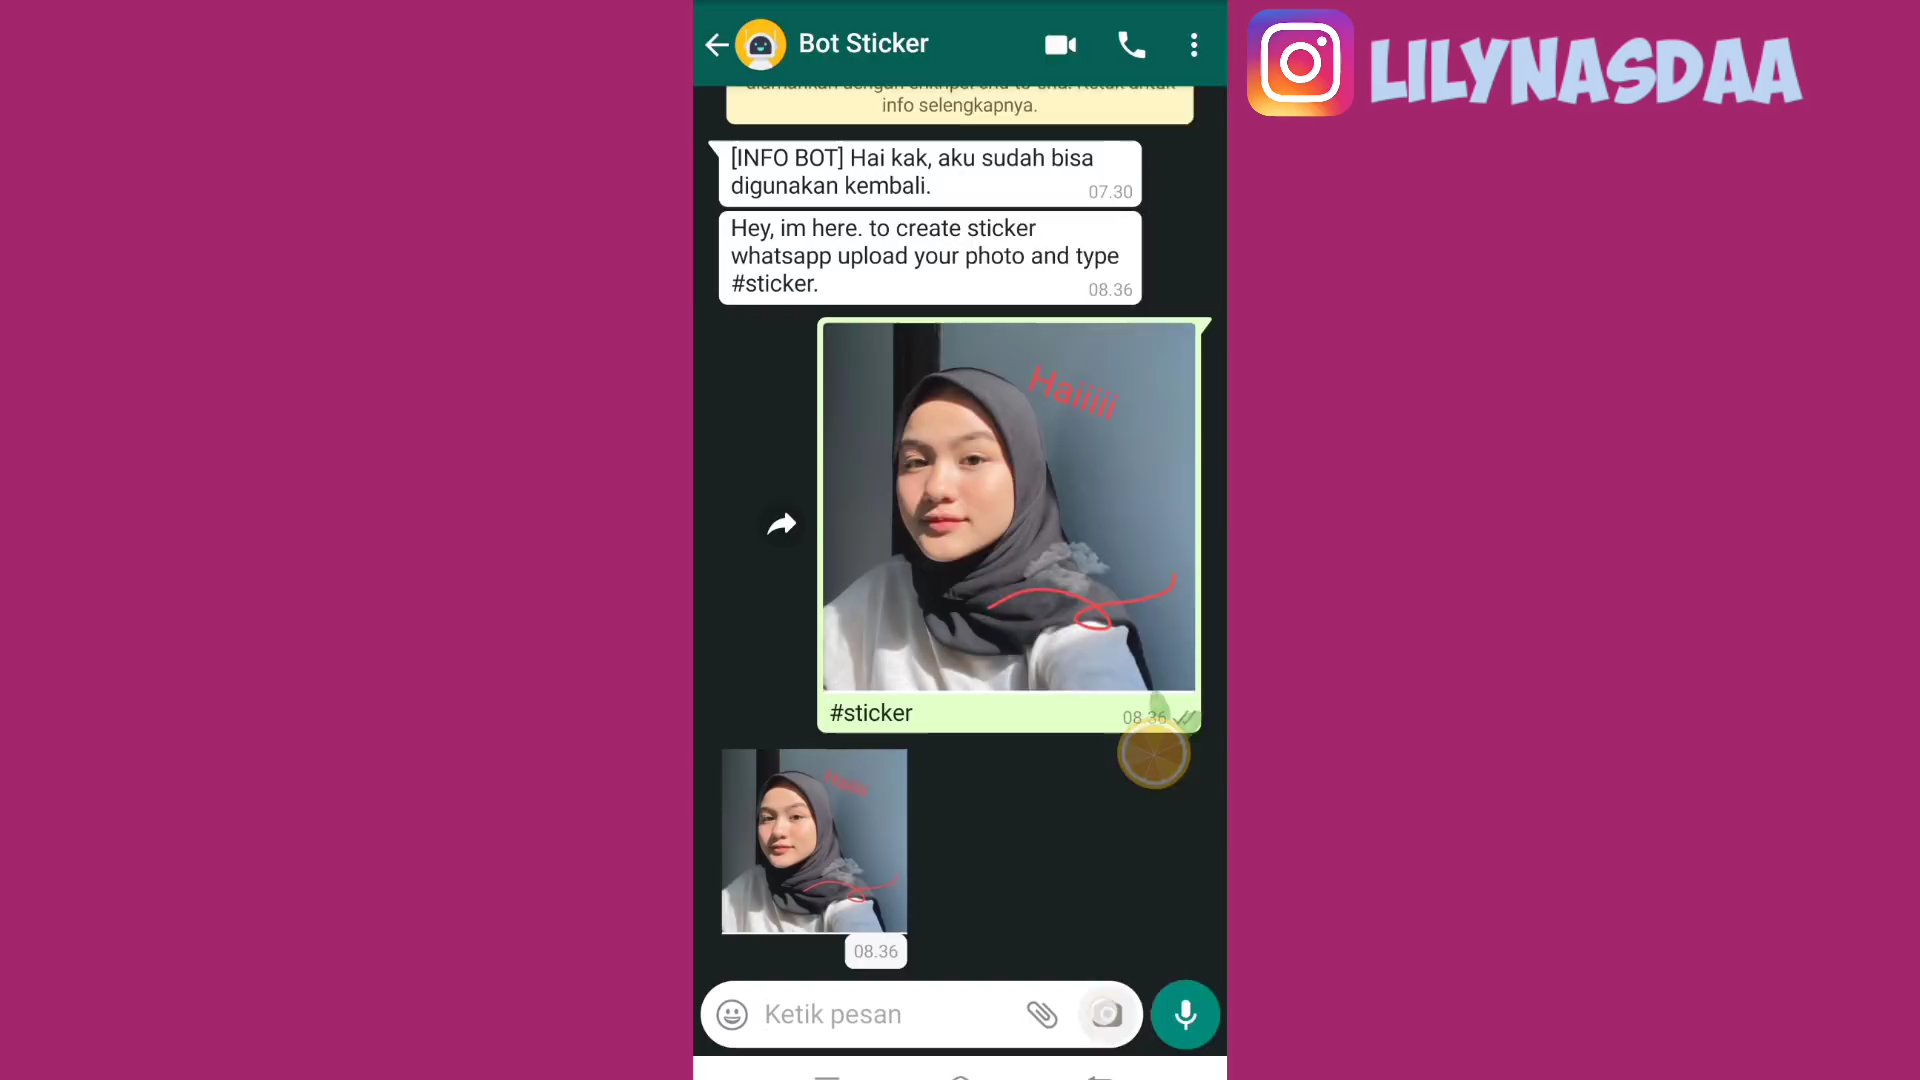 Bot Sticker
LILYNASDAA
info selengkapnya.
[INFO BOT] Hai kak, aku sudah bisa
digunakan kembali.
07.30
Hey, im here. to create sticker
whatsapp upload your photo and type
#sticker.
08.36
Haiiiii
#sticker
08.36
Haiiiii
08.36
Ketik pesan